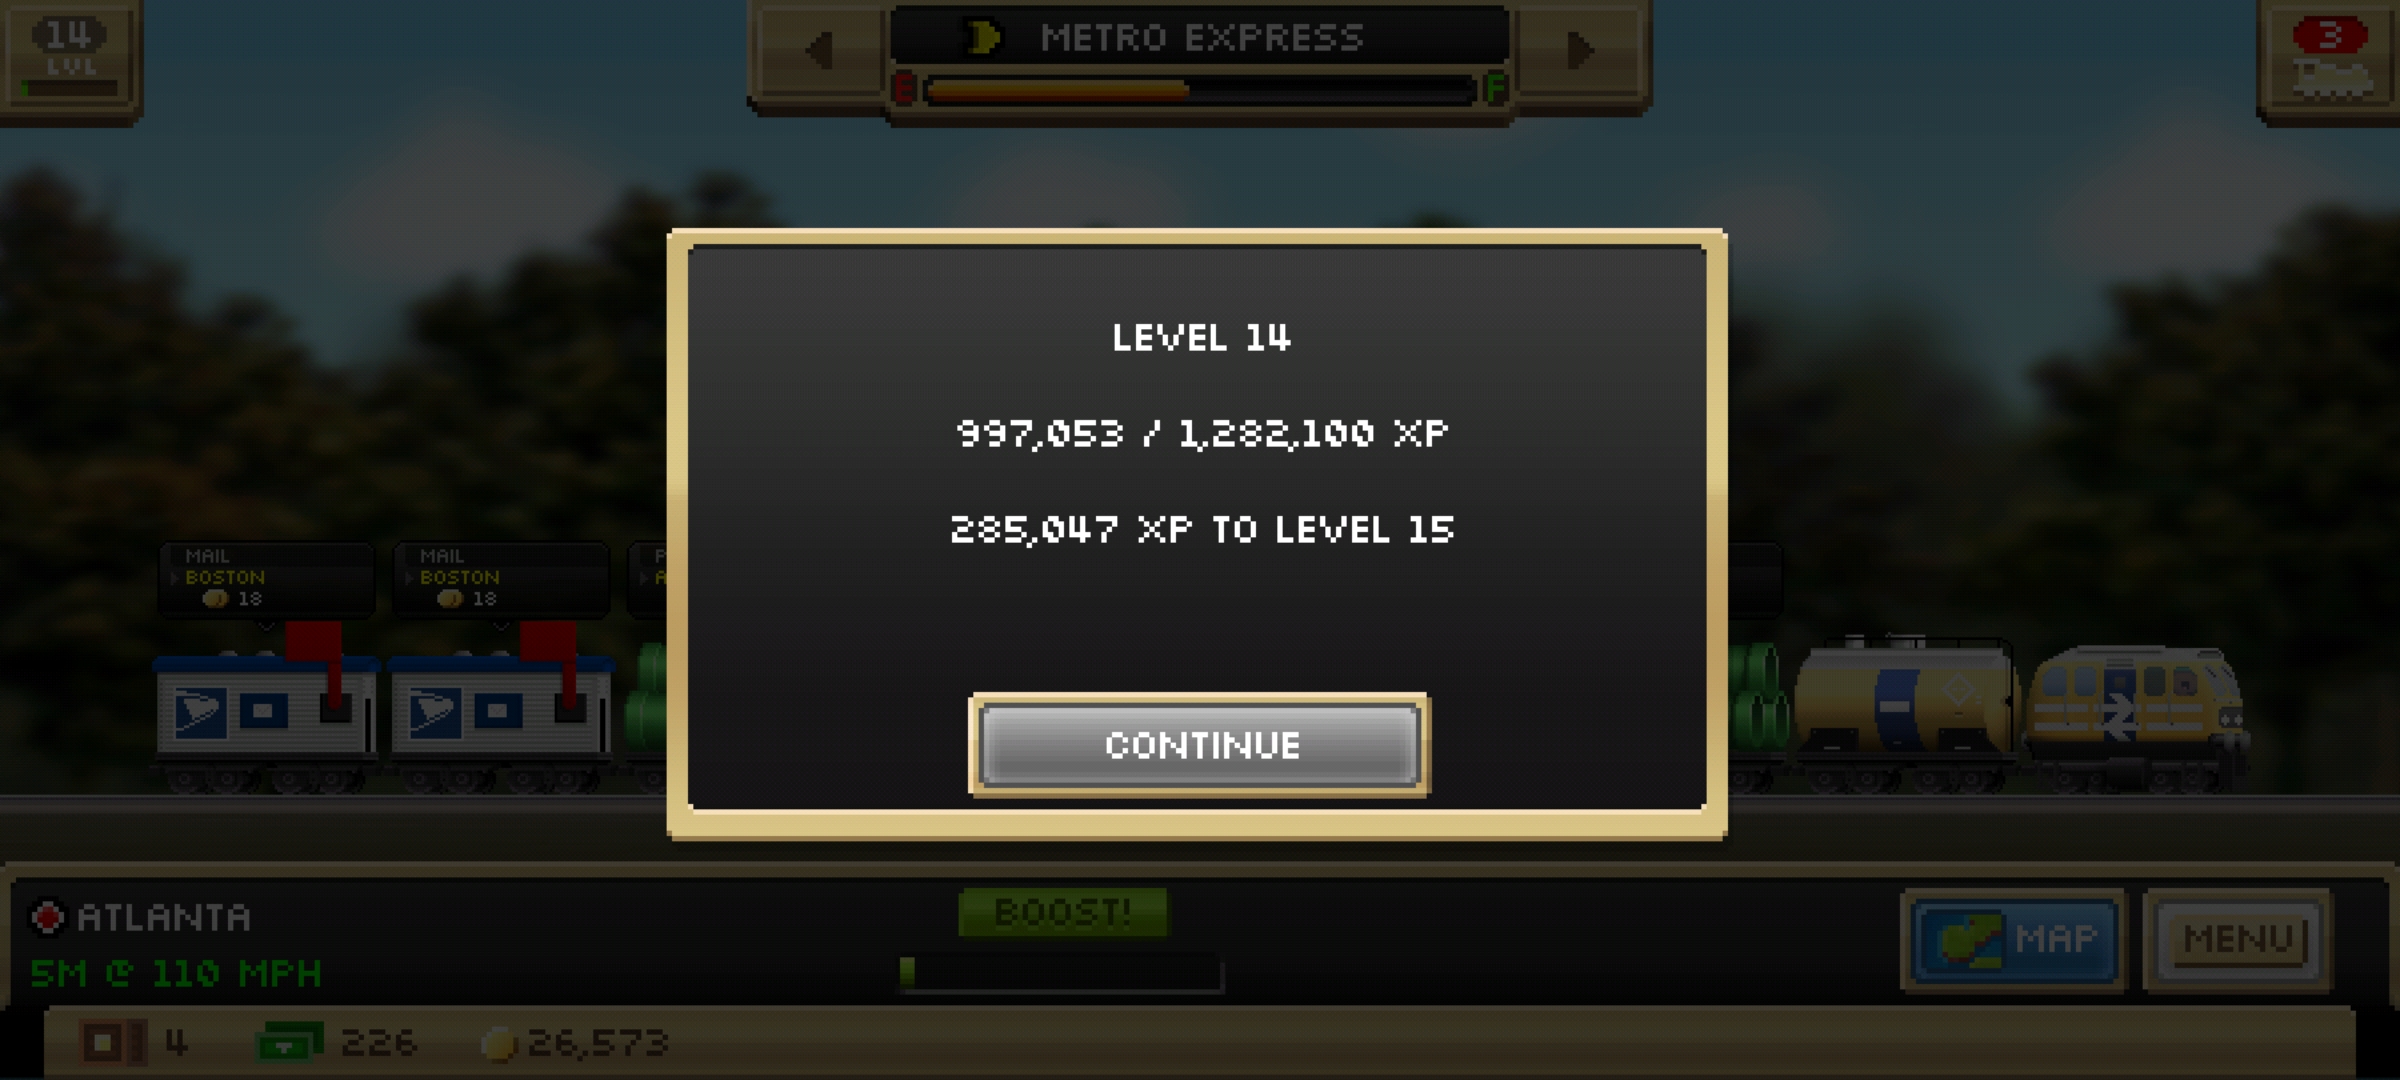 14
LVL
METRO EXPRESS
E
F
3
LEVEL 14
997,053 / 1,282,100 XP
285,047 XP TO LEVEL 15
CONTINUE
MAIL
BOSTON
18
MAIL
BOSTON
18
ATLANTA
5M @ 110 MPH
BOOST!
MAP
MENU
4
226
26,573